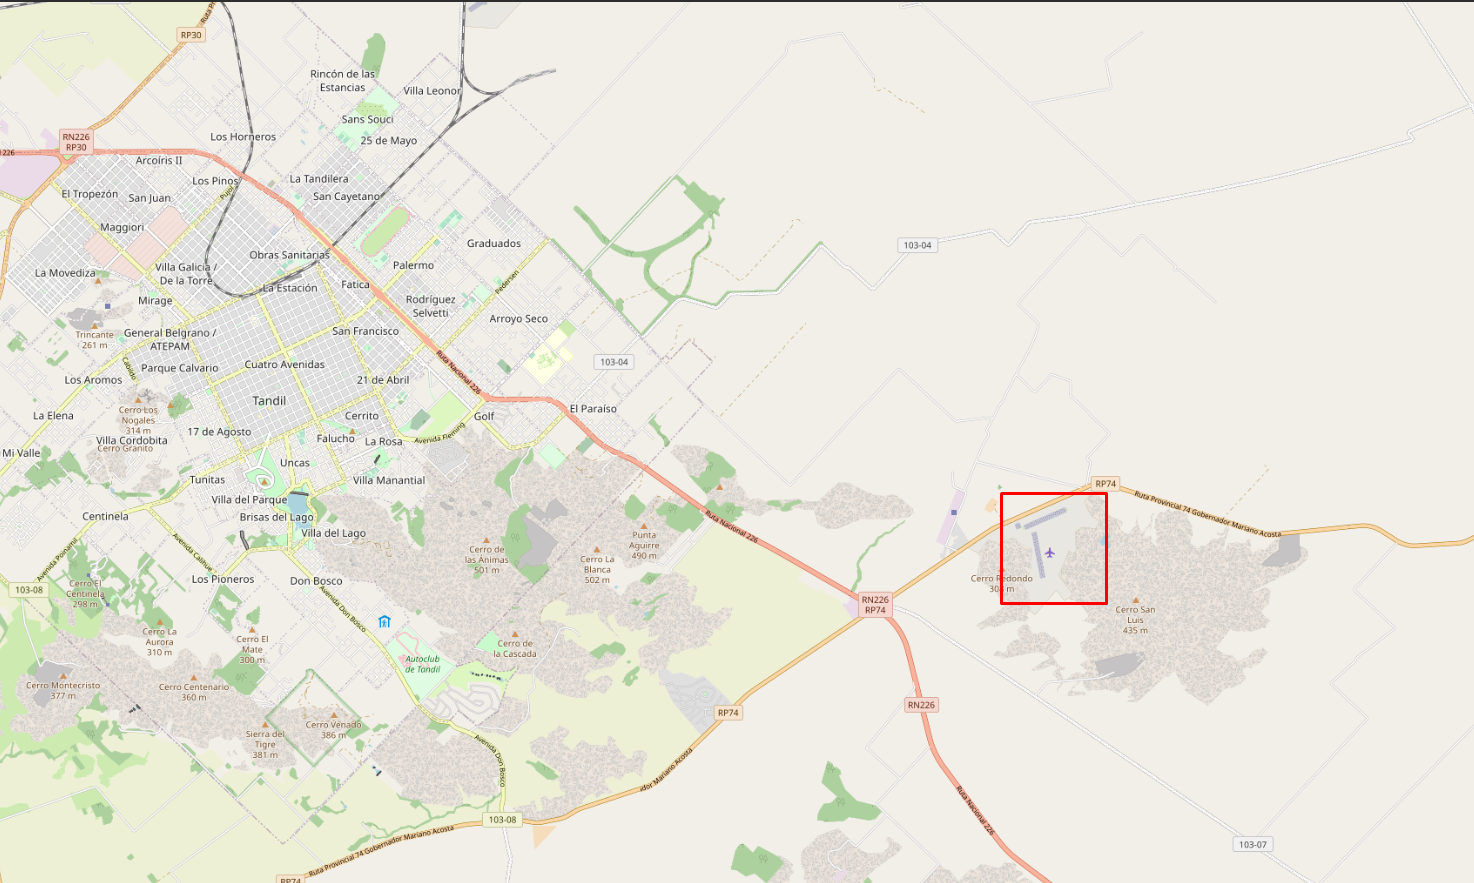 RP30
Ruta P
Rincón de las
Estancias
Villa Leonor
Sans Souci
25 de Mayo
Los Horneros
RN226
RP30
226
Arcoíris II
Los Pinos
Pujol
La Tandilera
San Cayetano
El Tropezón
San Juan
Maggiori
Graduados
103-04
Obras Sanitarias
Palermo
La Movediza
Villa Galicia /
De la Torre
La Estación
Fatica
Pedersen
Mirage
Rodríguez
Selvetti
Arroyo Seco
Trincante
261 m
General Belgrano /
ATEPAM
San Francisco
Ruta Nacional 226
103-04
Cabildo
Parque Calvario
Cuatro Avenidas
Los Aromos
21 de Abril
Tandil
El Paraíso
Cerro Los
Nogales
314 m
La Elena
Cerrito
Golf
17 de Agosto
Villa Cordobita
Cerro Granito
Falucho
La Rosa
Avenida Fleming
Mi Valle
Uncas
Tunitas
Villa Manantial
Villa del Parque
RP74
Ruta Provincial 74 Gobernador Mariano Acosta
Centinela
Brisas del Lago
Villa del Lago
Ruta Nacional 226
Avenida Poinamá
Avenida Callhué
Punta
Aguirre
490 m
Cerro de
las Animas
501 m
Cerro La
Blanca
502 m
Los Pioneros
Don Bosco
Cerro Redondo
103-08
Cerro El
Centinela
298 m
RN226
RP74
Cerro San
Luis
435 m
Avenida Don Bosco
Cerro La
Aurora
310 m
Cerro El
Mate
300 m
Cerro de
la Cascada
Autoclub
de Tandil
Cerro Montecristo
377 m
Cerro Centenario
360 m
RN226
RP74
Cerro Venado
386 m
Sierra del
Tigre
381 m
Avenida Don Bosco
dor Mariano Acosta
Ruta Nacional 226
103-08
Ruta Provincial 74 Gobernador Mariano Acosta
103-07
RP74